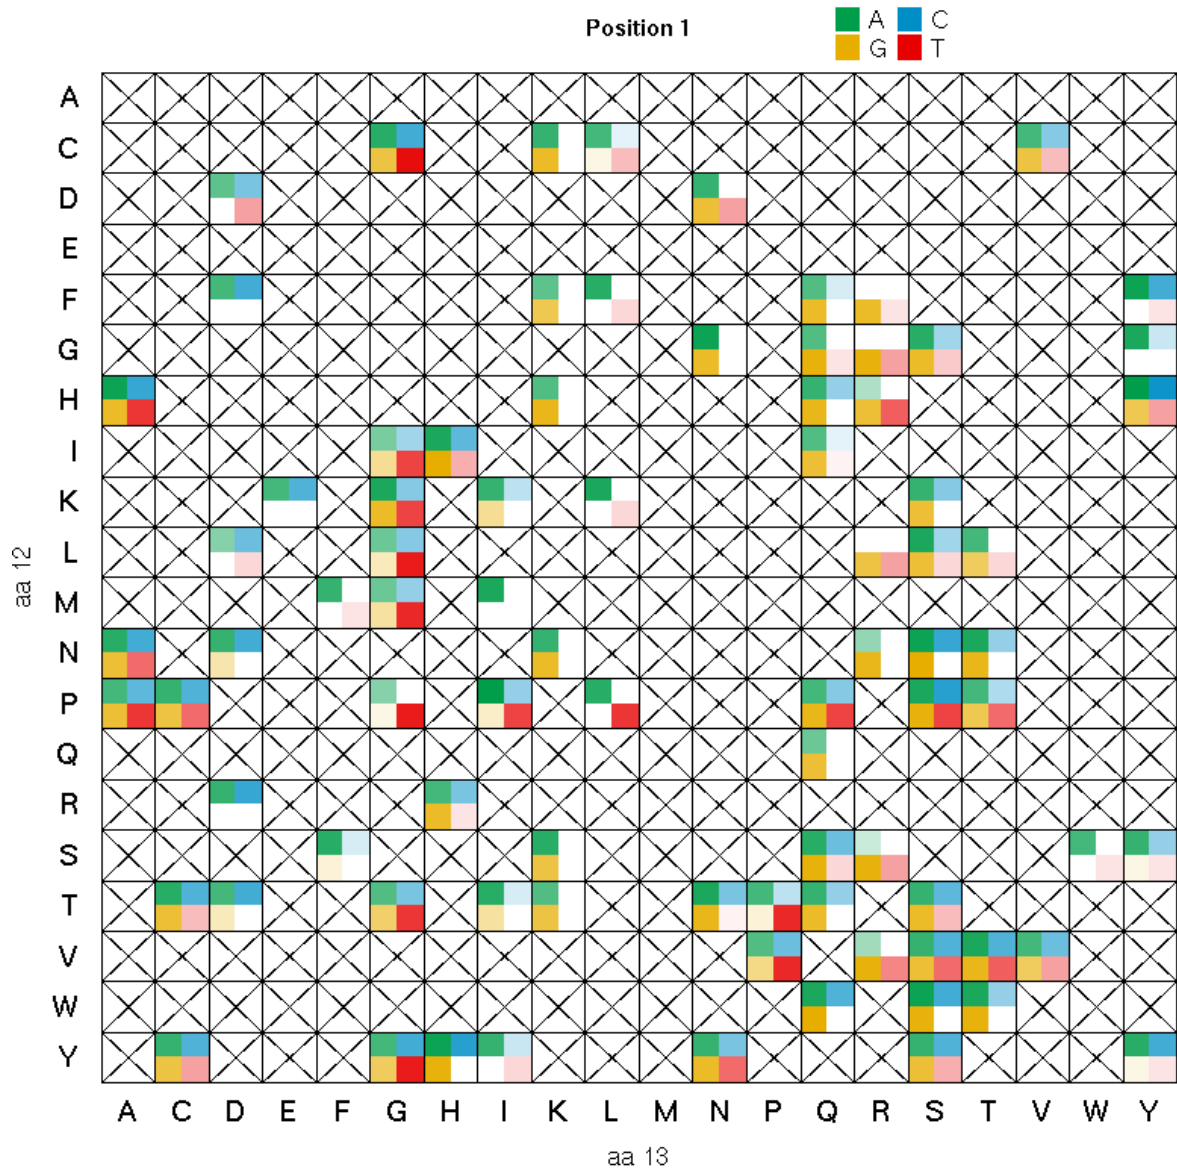 Position 1
A C
G T
A
C
D
E
F
G
H
I
K
L
M
N
P
Q
R
S
T
V
W
Y
aa 12
A C D E F G H I K L M N P Q R S T V W Y
aa 13